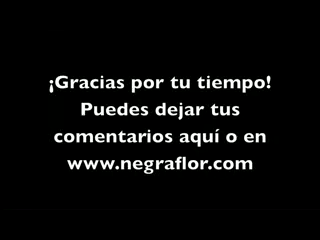 ¡Gracias por tu tiempo!
Puedes dejar tus
comentarios aquí o en
www.negraflor.com